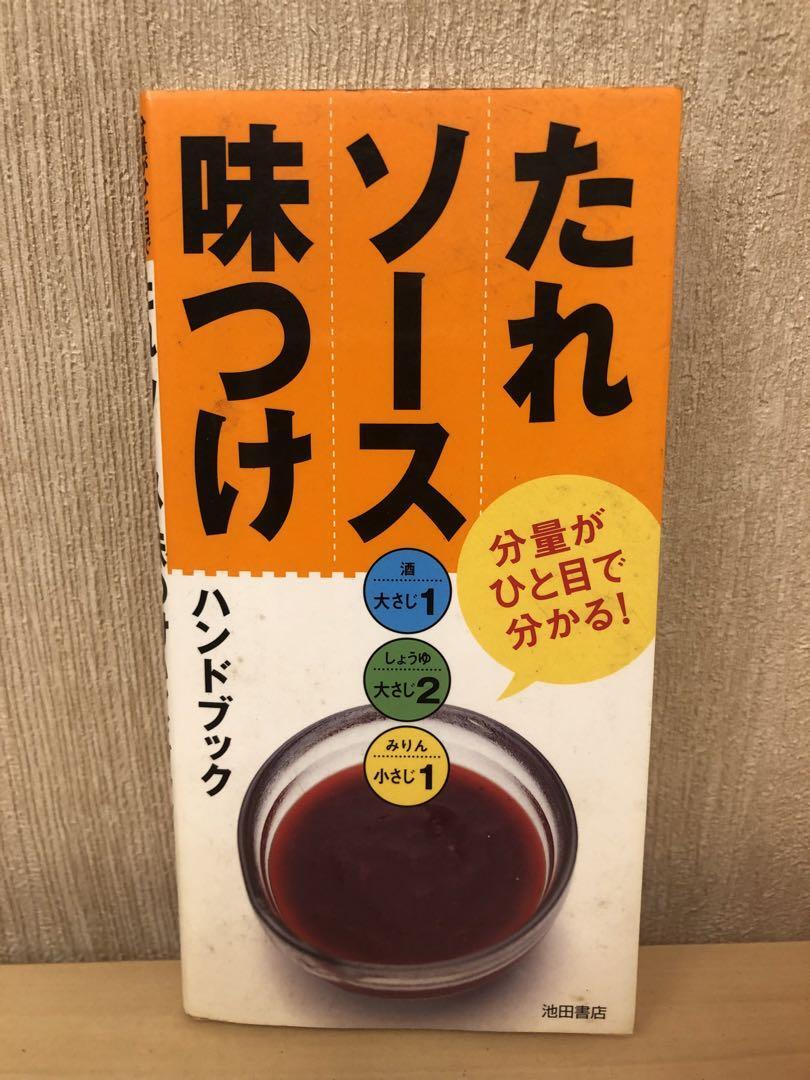 たれ
ソース
味つけ
ハンドブック
分量が
ひと目で
分かる!
酒
大さじ1
しょうゆ
大さじ2
みりん
小さじ1
池田書店